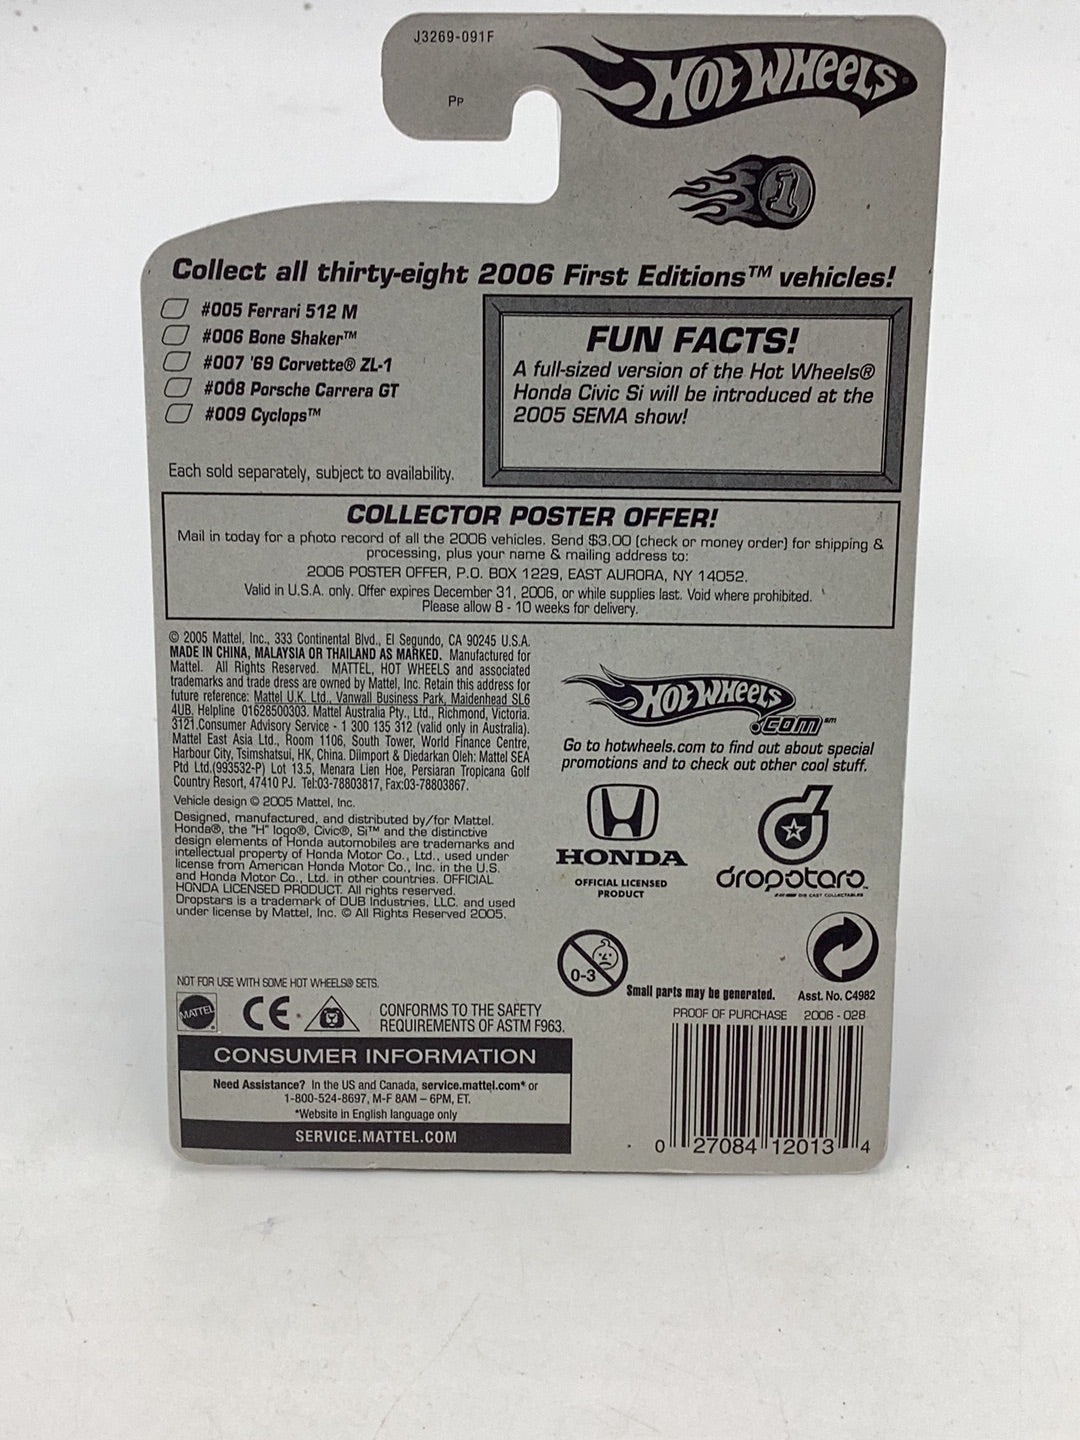 J3269-091F
PP
HOT WHEELS
1
Collect all thirty-eight 2006 First Editions™ vehicles!
#005 Ferrari 512 M
#006 Bone Shaker™
#007 '69 Corvette® ZL-1
#008 Porsche Carrera GT
#009 Cyclops™
Each sold separately, subject to availability.
FUN FACTS!
A full-sized version of the Hot Wheels®
Honda Civic Si will be introduced at the
2005 SEMA show!
COLLECTOR POSTER OFFER!
Mail in today for a photo record of all the 2006 vehicles. Send $3.00 (check or money order) for shipping &
processing, plus your name & mailing address to:
2006 POSTER OFFER, P.O. BOX 1229, EAST AURORA, NY 14052.
Valid in U.S.A. only. Offer expires December 31, 2006, or while supplies last. Void where prohibited.
Please allow 8 - 10 weeks for delivery.
© 2005 Mattel, Inc., 333 Continental Blvd., El Segundo, CA 90245 U.S.A.
MADE IN CHINA, MALAYSIA OR THAILAND AS MARKED. Manufactured for
Mattel. All Rights Reserved. MATTEL, HOT WHEELS and associated
trademarks and trade dress are owned by Mattel, Inc. Retain this address for
future reference: Mattel U.K. Ltd., Vanwall Business Park, Maidenhead SL6
4UB. Helpline 01628500303. Mattel Australia Pty., Ltd., Richmond, Victoria.
3121.Consumer Advisory Service - 1 300 135 312 (valid only in Australia).
Mattel East Asia Ltd., Room 1106, South Tower, World Finance Centre,
Harbour City, Tsimshatsui, HK, China. Diimport & Diedarkan Oleh: Mattel SEA
Ptd Ltd.(993532-P) Lot 13.5, Menara Lien Hoe, Persiaran Tropicana Golf
Country Resort, 47410 PJ. Tel:03-78803817, Fax:03-78803867.
Vehicle design © 2005 Mattel, Inc.
Designed, manufactured, and distributed by/for Mattel.
Honda®, the "H" logo®, Civic®, Si™ and the distinctive
design elements of Honda automobiles are trademarks and
intellectual property of Honda Motor Co., Ltd., used under
license from American Honda Motor Co., Inc. in the U.S.
and Honda Motor Co., Ltd. in other countries. OFFICIAL
HONDA LICENSED PRODUCT. All rights reserved.
Dropstars is a trademark of DUB Industries, LLC. and used
under license by Mattel, Inc. © All Rights Reserved 2005.
HOT WHEELS
.COM℠
Go to hotwheels.com to find out about special
promotions and to check out other cool stuff.
HONDA
OFFICIAL LICENSED
PRODUCT
dropstars™
DIE CAST COLLECTABLES
0-3
Small parts may be generated.
Asst. No. C4982
NOT FOR USE WITH SOME HOT WHEELS® SETS.
MATTEL
CE
CONFORMS TO THE SAFETY
REQUIREMENTS OF ASTM F963.
CONSUMER INFORMATION
Need Assistance? In the US and Canada, service.mattel.com* or
1-800-524-8697, M-F 8AM – 6PM, ET.
*Website in English language only
SERVICE.MATTEL.COM
PROOF OF PURCHASE 2006 - 028
0 27084 12013 4